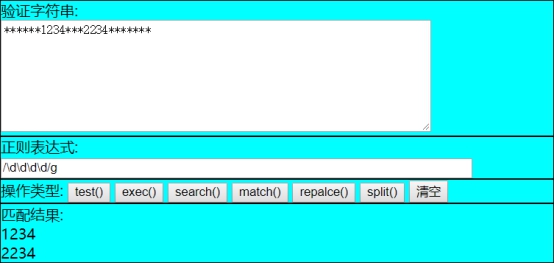 验证字符串:
******1234***2234*******
正则表达式:
/\d\d\d\d/g
操作类型: test() exec() search() match() repalce() split() 清空
匹配结果:
1234
2234